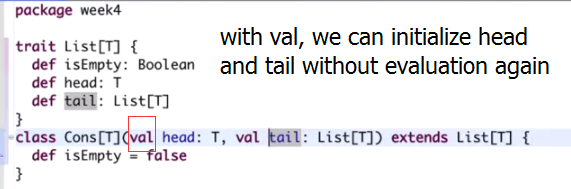 package week4
with val, we can initialize head
and tail without evaluation again
trait List[T] {
def isEmpty: Boolean
def head: T
def tail: List[T]
}
class Cons[T](val head: T, val tail: List[T]) extends List[T] {
def isEmpty = false
}